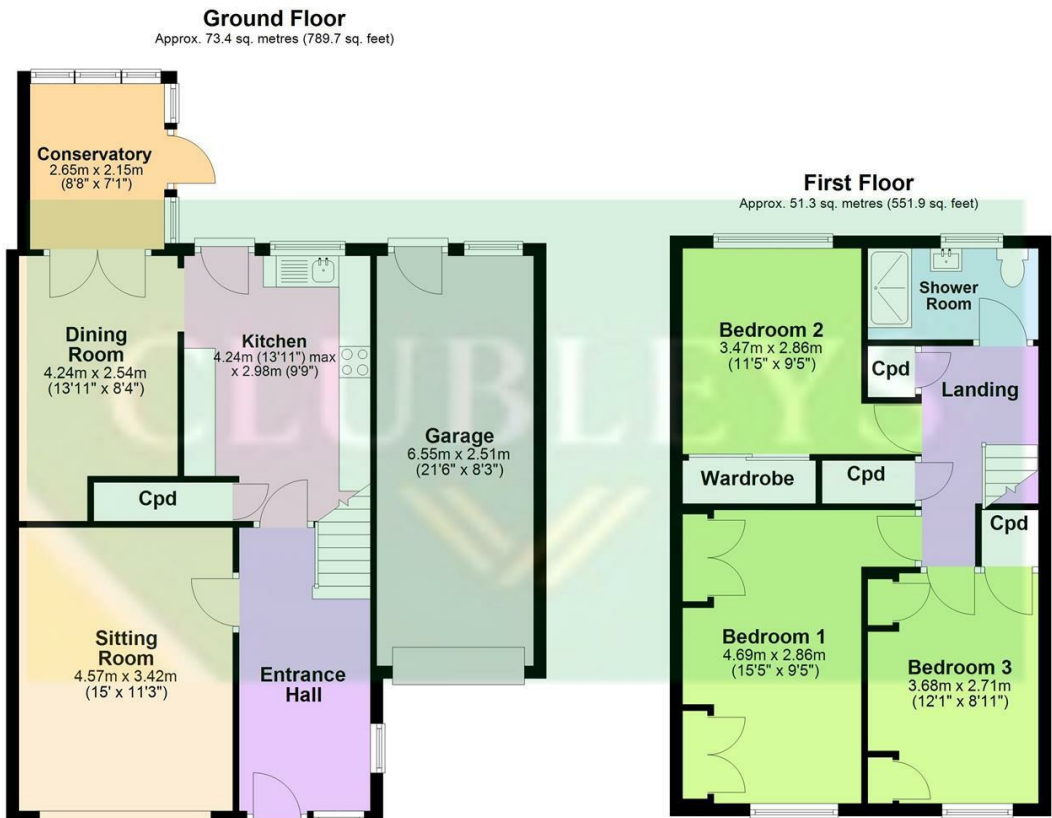 Ground Floor
Approx. 73.4 sq. metres (789.7 sq. feet)
Conservatory
2.65m x 2.15m
(8'8" x 7'1")
Dining
Room
4.24m x 2.54m
(13'11" x 8'4")
Kitchen
4.24m (13'11") max
x 2.98m (9'9")
Garage
6.55m x 2.51m
(21'6" x 8'3")
Cpd
Sitting
Room
4.57m x 3.42m
(15' x 11'3")
Entrance
Hall
First Floor
Approx. 51.3 sq. metres (551.9 sq. feet)
Bedroom 2
3.47m x 2.86m
(11'5" x 9'5")
Shower
Room
Cpd
Landing
Wardrobe
Cpd
Cpd
Bedroom 1
4.69m x 2.86m
(15'5" x 9'5")
Bedroom 3
3.68m x 2.71m
(12'1" x 8'11")
CLUBLEYS